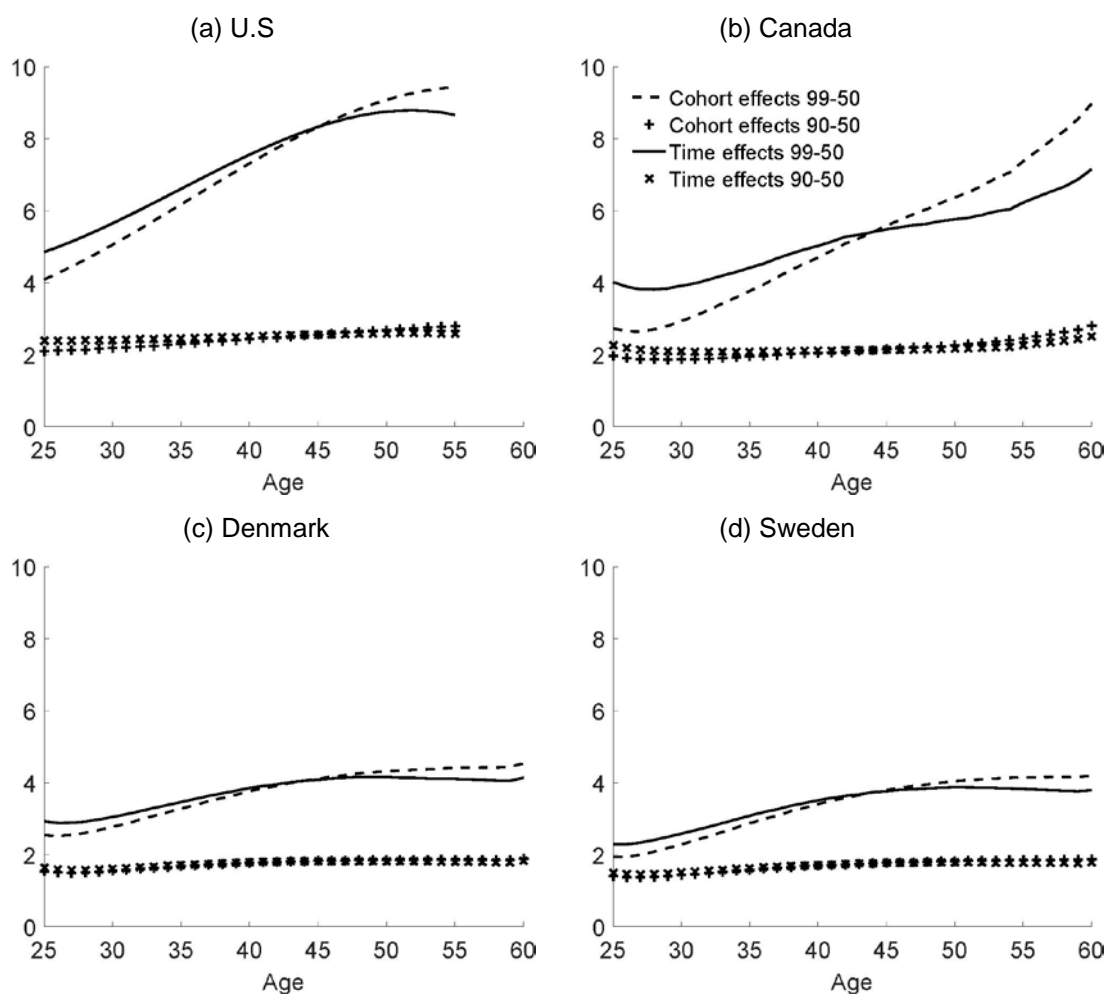 (a) U.S
10
8
6
4
2
0
25 30 35 40 45 50 55 60
Age
(b) Canada
10
8
6
4
2
0
Cohort effects 99-50
Cohort effects 90-50
Time effects 99-50
Time effects 90-50
25 30 35 40 45 50 55 60
Age
(c) Denmark
10
8
6
4
2
0
25 30 35 40 45 50 55 60
Age
(d) Sweden
10
8
6
4
2
0
25 30 35 40 45 50 55 60
Age